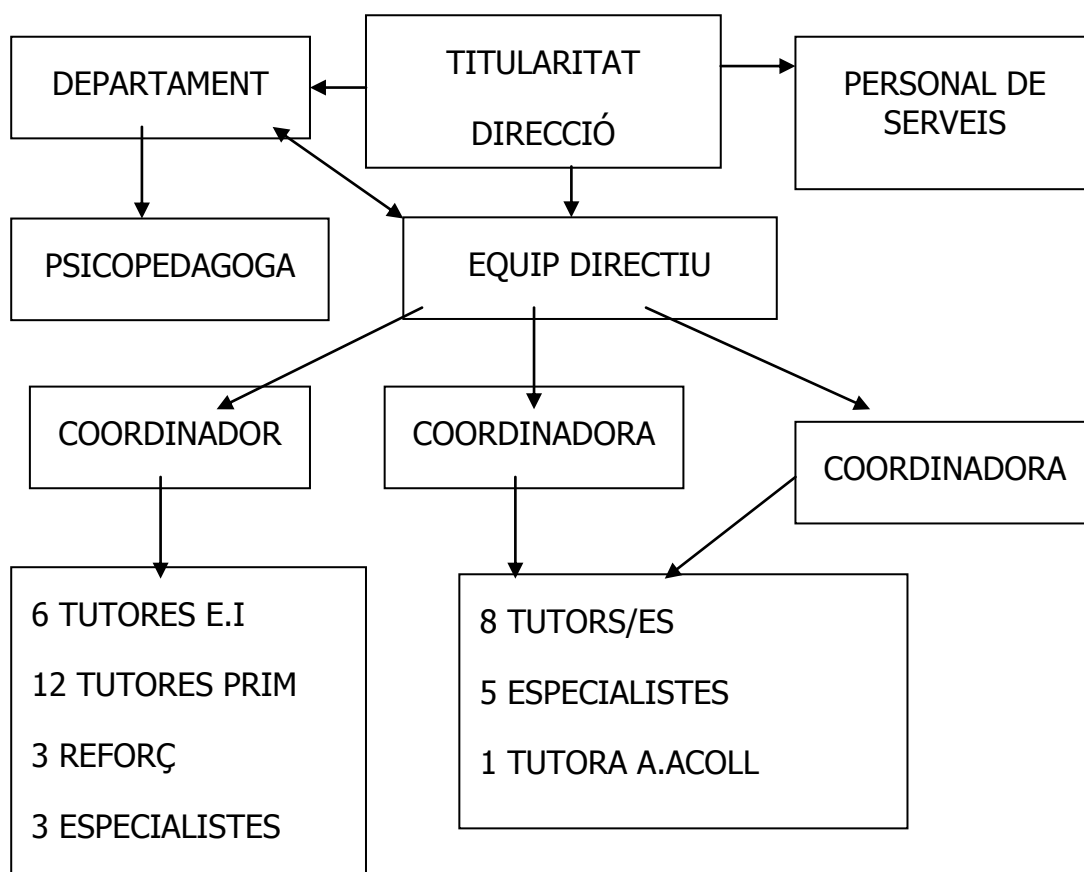 DEPARTAMENT
TITULARITAT
DIRECCIÓ
PERSONAL DE
SERVEIS
PSICOPEDAGOGA
EQUIP DIRECTIU
COORDINADOR
COORDINADORA
COORDINADORA
6 TUTORES E.I
12 TUTORES PRIM
3 REFORÇ
3 ESPECIALISTES
8 TUTORS/ES
5 ESPECIALISTES
1 TUTORA A.ACOLL